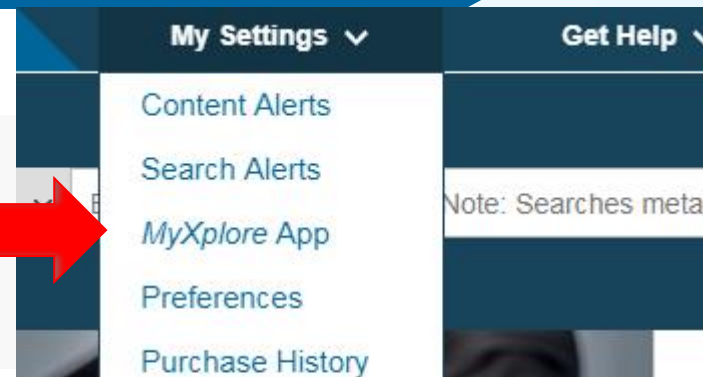 My Settings Get Help
Content Alerts
Search Alerts
Note: Searches meta
MyXplore App
Preferences
Purchase History